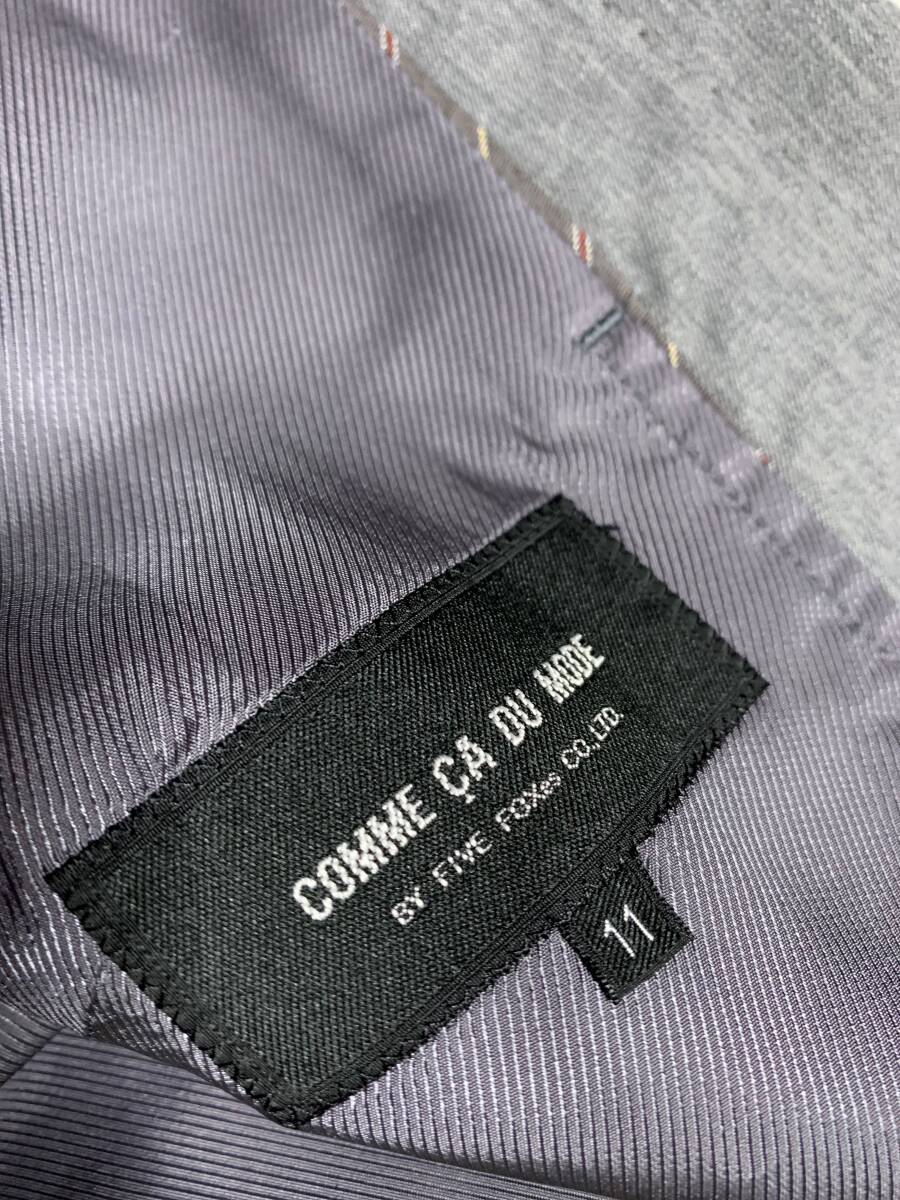 COMME ÇA DU MODE
BY FIVE FOXes CO.,LTD.
11